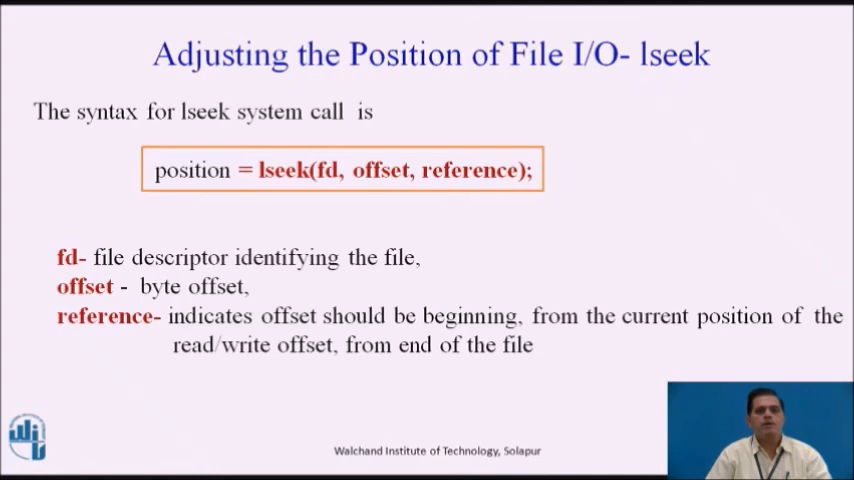 Adjusting the Position of File I/O- lseek
The syntax for lseek system call is
position = lseek(fd, offset, reference);
fd- file descriptor identifying the file,
offset - byte offset,
reference- indicates offset should be beginning, from the current position of the
read/write offset, from end of the file
Walchand Institute of Technology, Solapur